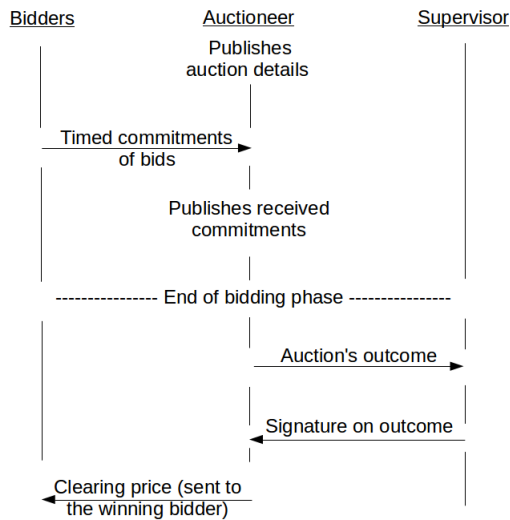 Bidders
Auctioneer
Supervisor
Publishes
auction details
Timed commitments
of bids
Publishes received
commitments
---------------- End of bidding phase ----------------
Auction's outcome
Signature on outcome
Clearing price (sent to
the winning bidder)